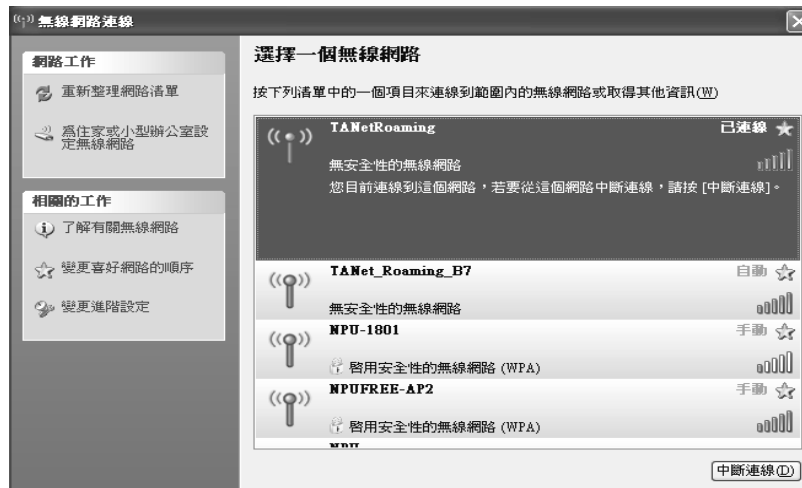 無線網路連線
網路工作
重新整理網路清單
為住家或小型辦公室設
定無線網路
相關的工作
了解有關無線網路
變更喜好網路的順序
變更進階設定
選擇一個無線網路
按下列清單中的一個項目來連線到範圍內的無線網路或取得其他資訊(W)
TANetRoaming 已連線
無安全性的無線網路
您目前連線到這個網路，若要從這個網路中斷連線，請按 [中斷連線]。
TANet_Roaming_B7 自動
無安全性的無線網路
NPU-1801 手動
啓用安全性的無線網路 (WPA)
NPUFREE-AP2 手動
啓用安全性的無線網路 (WPA)
中斷連線(D)